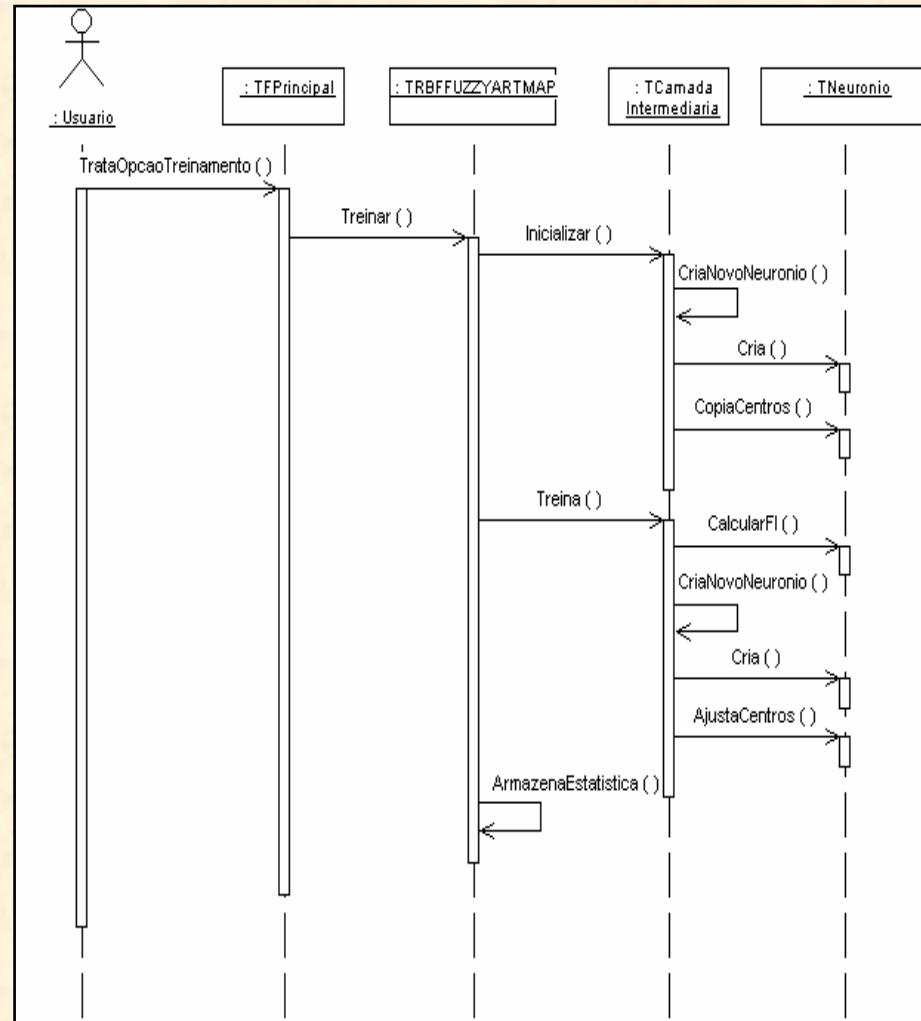 : Usuario
: TFPrincipal
: TRBFFUZZYARTMAP
: TCamada
Intermediaria
: TNeuronio
TrataOpcaoTreinamento ( )
Treinar ( )
Inicializar ( )
CriaNovoNeuronio ( )
Cria ( )
CopiaCentros ( )
Treina ( )
CalcularFI ( )
CriaNovoNeuronio ( )
Cria ( )
AjustaCentros ( )
ArmazenaEstatistica ( )